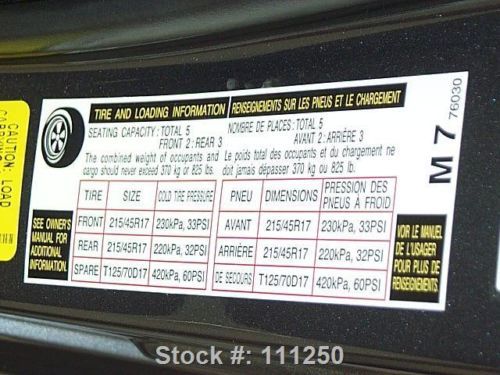 TIRE AND LOADING INFORMATION
RENSEIGNEMENTS SUR LES PNEUS ET LE CHARGEMENT
SEATING CAPACITY: TOTAL 5
FRONT 2 : REAR 3
NOMBRE DE PLACES: TOTAL 5
AVANT 2 : ARRIÈRE 3
The combined weight of occupants and
cargo should never exceed 370 kg or 825 lbs.
Le poids total des occupants et du chargement ne
doit jamais dépasser 370 kg ou 825 lb.
TIRE SIZE COLD TIRE PRESSURE
FRONT 215/45R17 230kPa, 33PSI
REAR 215/45R17 220kPa, 32PSI
SPARE T125/70D17 420kPa, 60PSI
PNEU DIMENSIONS PRESSION DES
PNEUS À FROID
AVANT 215/45R17 230kPa, 33PSI
ARRIÈRE 215/45R17 220kPa, 32PSI
DE SECOURS T125/70D17 420kPa, 60PSI
SEE OWNER'S
MANUAL FOR
ADDITIONAL
INFORMATION.
VOIR LE MANUEL
DE L'USAGER
POUR PLUS DE
RENSEIGNEMENTS
M 7 76030
CAUTION: LOAD
Stock #: 111250